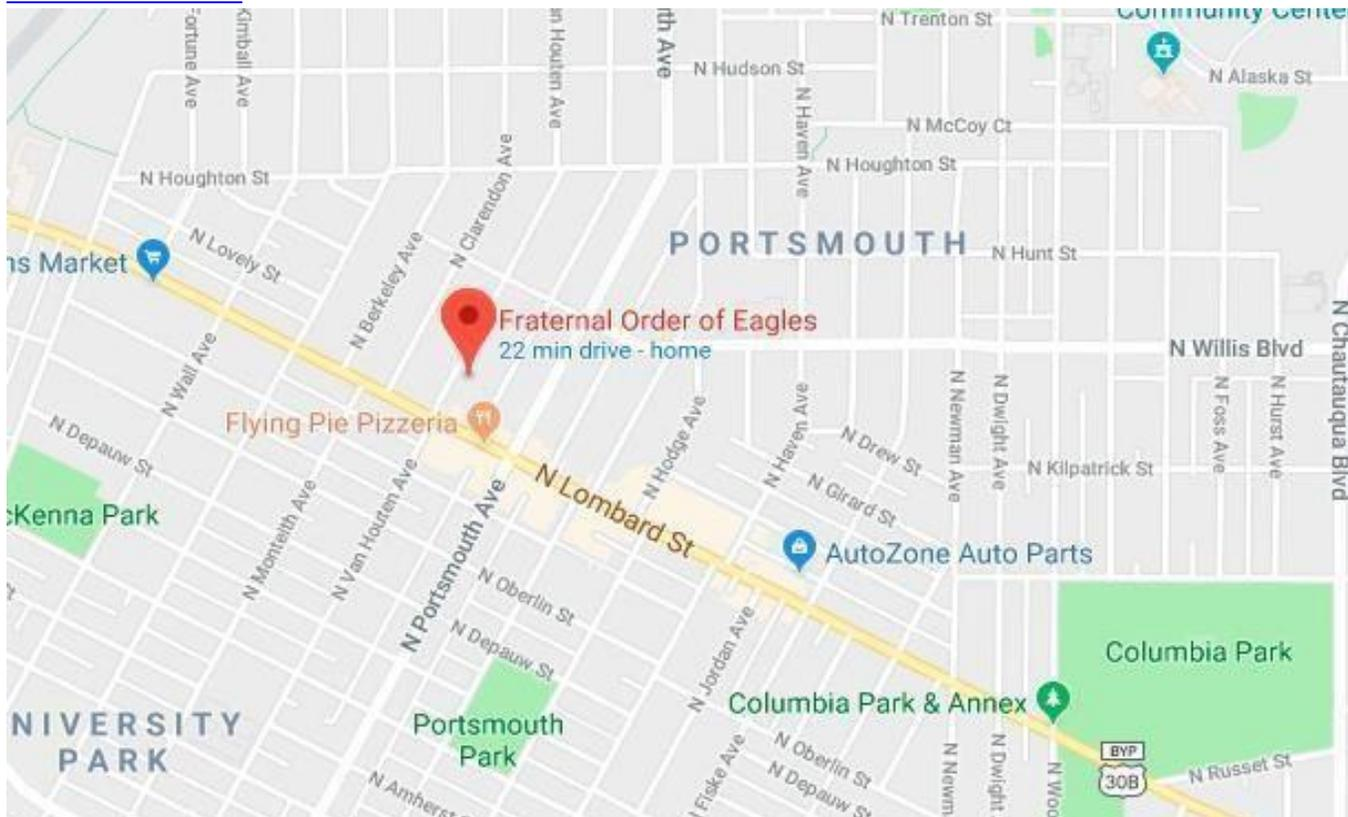 N Trenton St
Community Cente
Fortune Ave
Kimball Ave
an Houten Ave
rth Ave
N Hudson St
N Haven Ave
N Alaska St
N McCoy Ct
N Houghton St
N Houghton St
N Clarendon Ave
N Lovely St
N Berkeley Ave
PORTSMOUTH
N Hunt St
ns Market
Fraternal Order of Eagles
22 min drive - home
N Willis Blvd
N Chautauqua Blvd
N Wall Ave
Flying Pie Pizzeria
N Depauw St
N Hodge Ave
N Haven Ave
N Drew St
N Newman Ave
N Dwight Ave
N Foss Ave
N Hurst Ave
N Kilpatrick St
N Girard St
cKenna Park
N Monteith Ave
N Van Houten Ave
N Portsmouth Ave
N Lombard St
AutoZone Auto Parts
N Oberlin St
N Depauw St
N Jordan Ave
Columbia Park
Columbia Park & Annex
NIVERSITY
PARK
Portsmouth
Park
N Amherst
N Fiske Ave
N Oberlin St
N Depauw St
N Newm
N Dwight
N Woo
BYP
30B
N Russet St